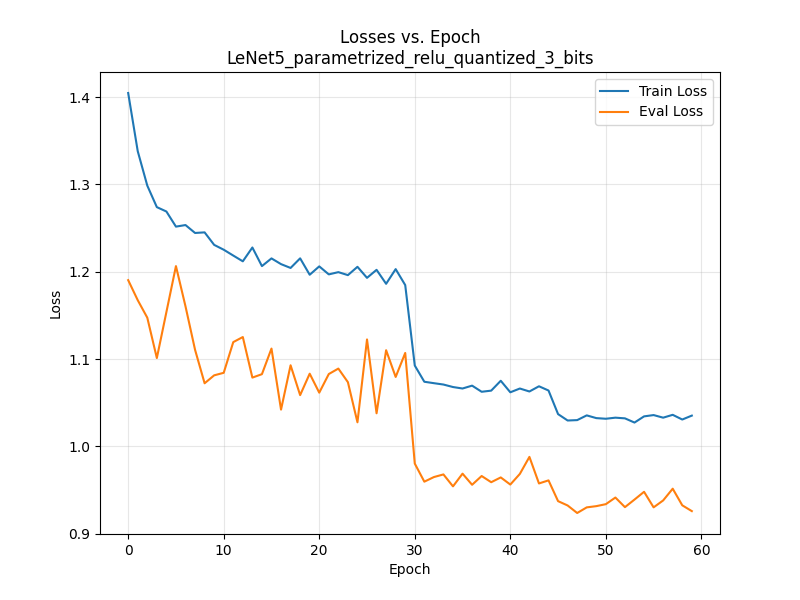 Losses vs. Epoch
LeNet5_parametrized_relu_quantized_3_bits
Train Loss
Eval Loss
1.4
1.3
1.2
1.1
1.0
0.9
Loss
0 10 20 30 40 50 60
Epoch